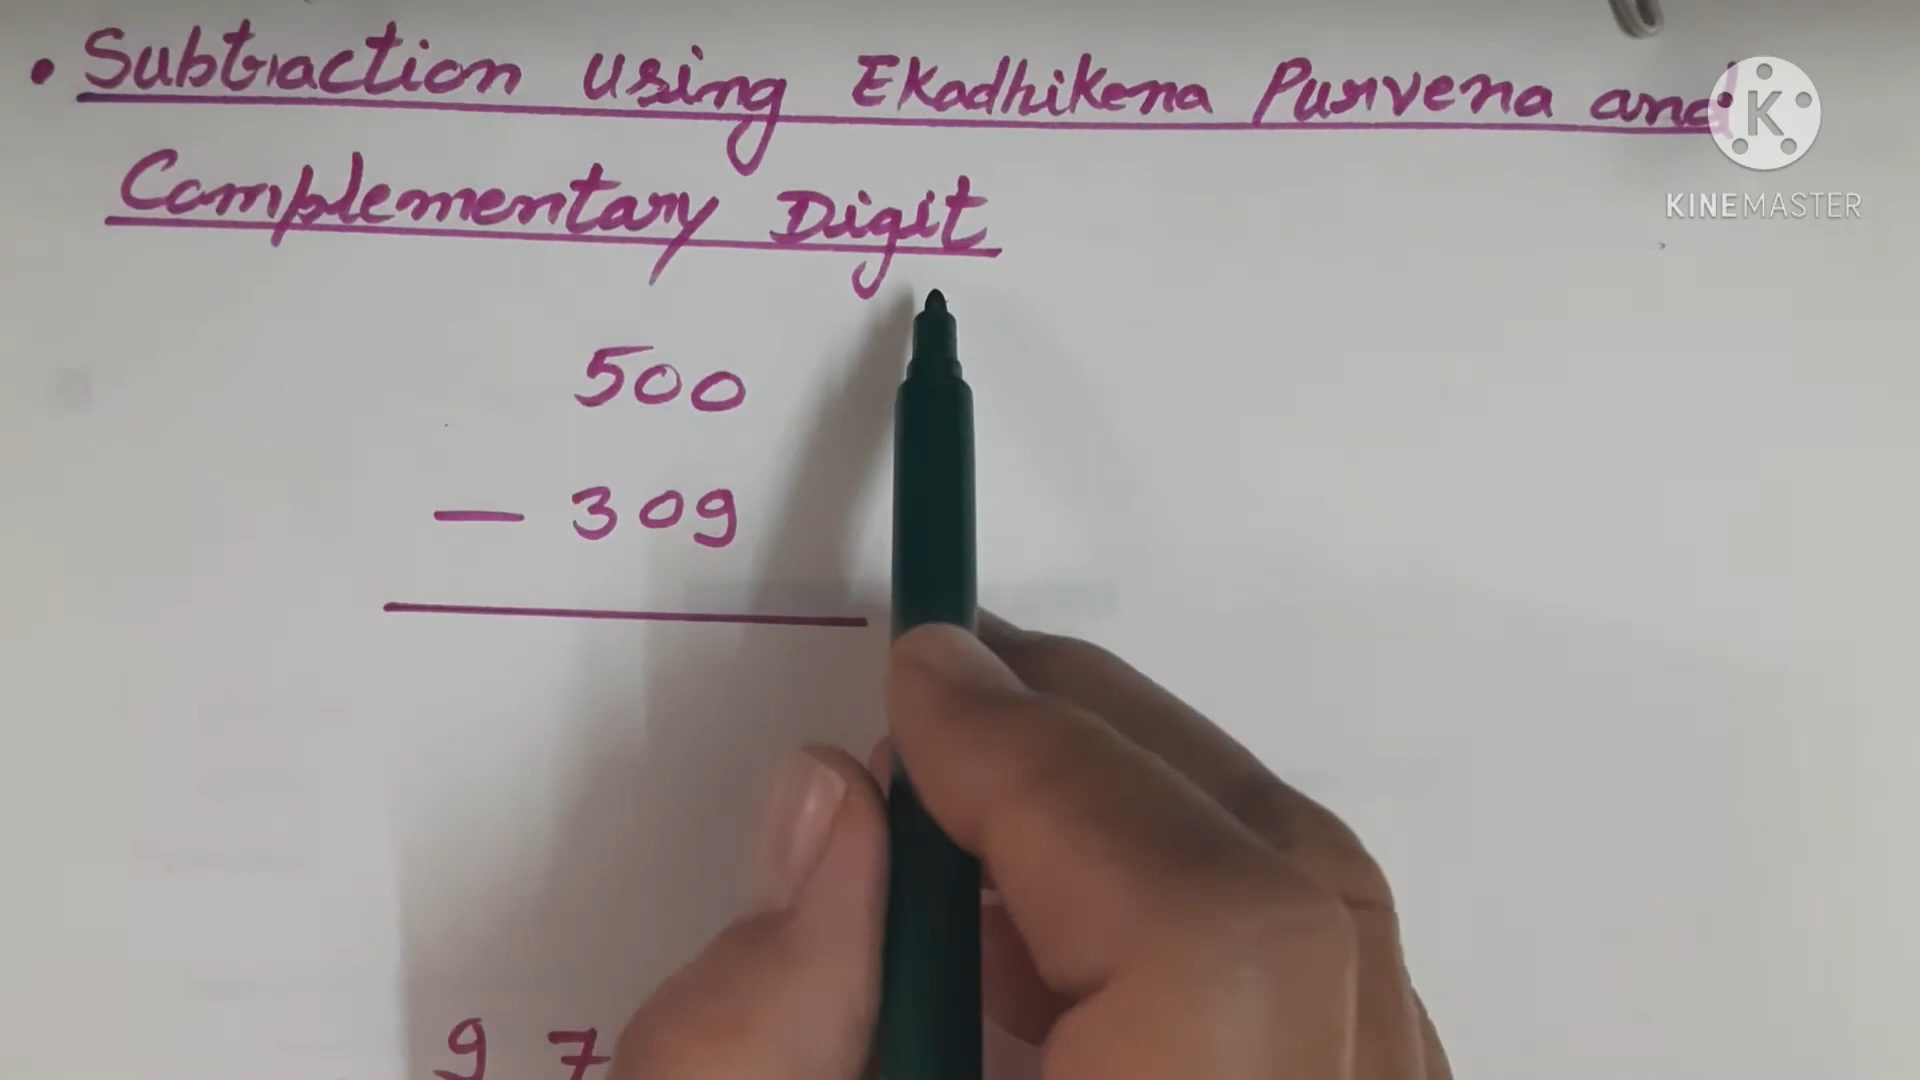 • Subtraction using Ekadhikena Purvena and
Complementary Digit
K
KINEMASTER
500
— 309
9 7